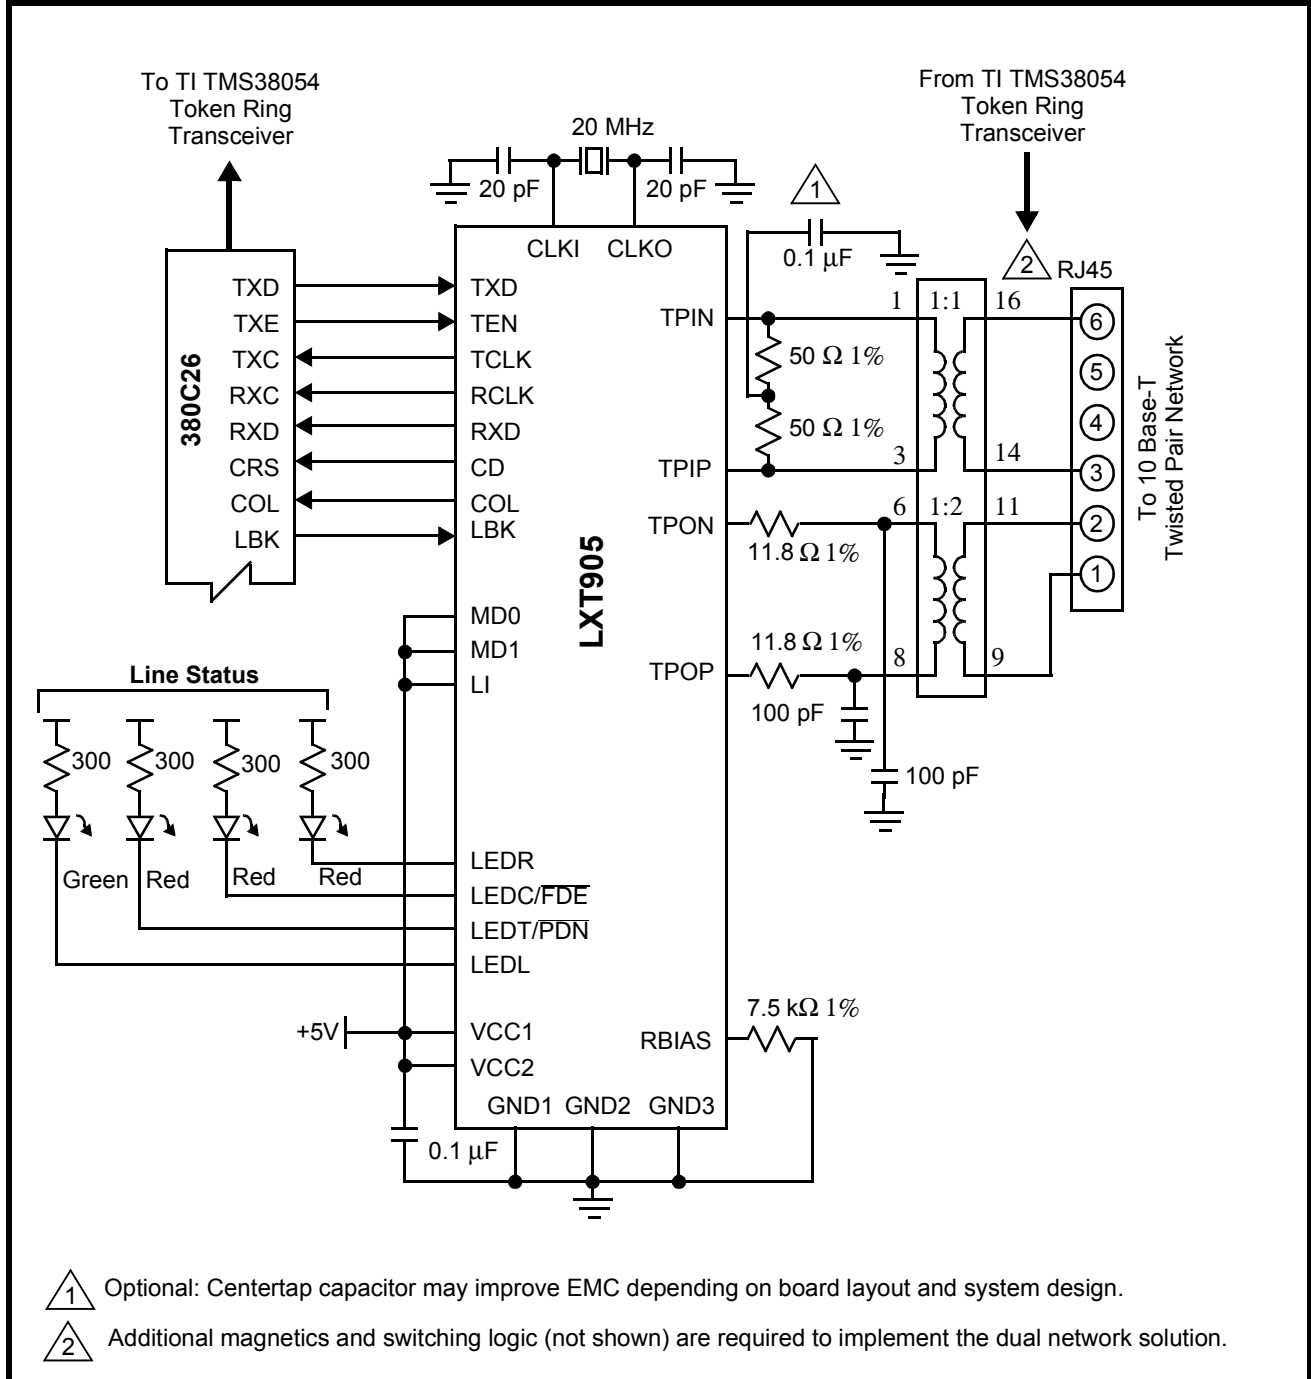 To TI TMS38054
Token Ring
Transceiver
From TI TMS38054
Token Ring
Transceiver
20 MHz
20 pF
20 pF
1
0.1 µF
2
RJ45
CLKI
CLKO
380C26
TXD
TXE
TXC
RXC
RXD
CRS
COL
LBK
TXD
TEN
TCLK
RCLK
RXD
CD
COL
LBK
LXT905
MD0
MD1
LI
TPIN
TPIP
TPON
TPOP
50 Ω 1%
50 Ω 1%
11.8 Ω 1%
11.8 Ω 1%
100 pF
100 pF
1
1:1
16
3
14
6
1:2
11
8
9
6
5
4
3
2
1
To 10 Base-T
Twisted Pair Network
Line Status
300
300
300
300
Green
Red
Red
Red
LEDR
LEDC/FDE
LEDT/PDN
LEDL
+5V
VCC1
VCC2
RBIAS
7.5 kΩ 1%
GND1
GND2
GND3
0.1 µF
1 Optional: Centertap capacitor may improve EMC depending on board layout and system design.
2 Additional magnetics and switching logic (not shown) are required to implement the dual network solution.